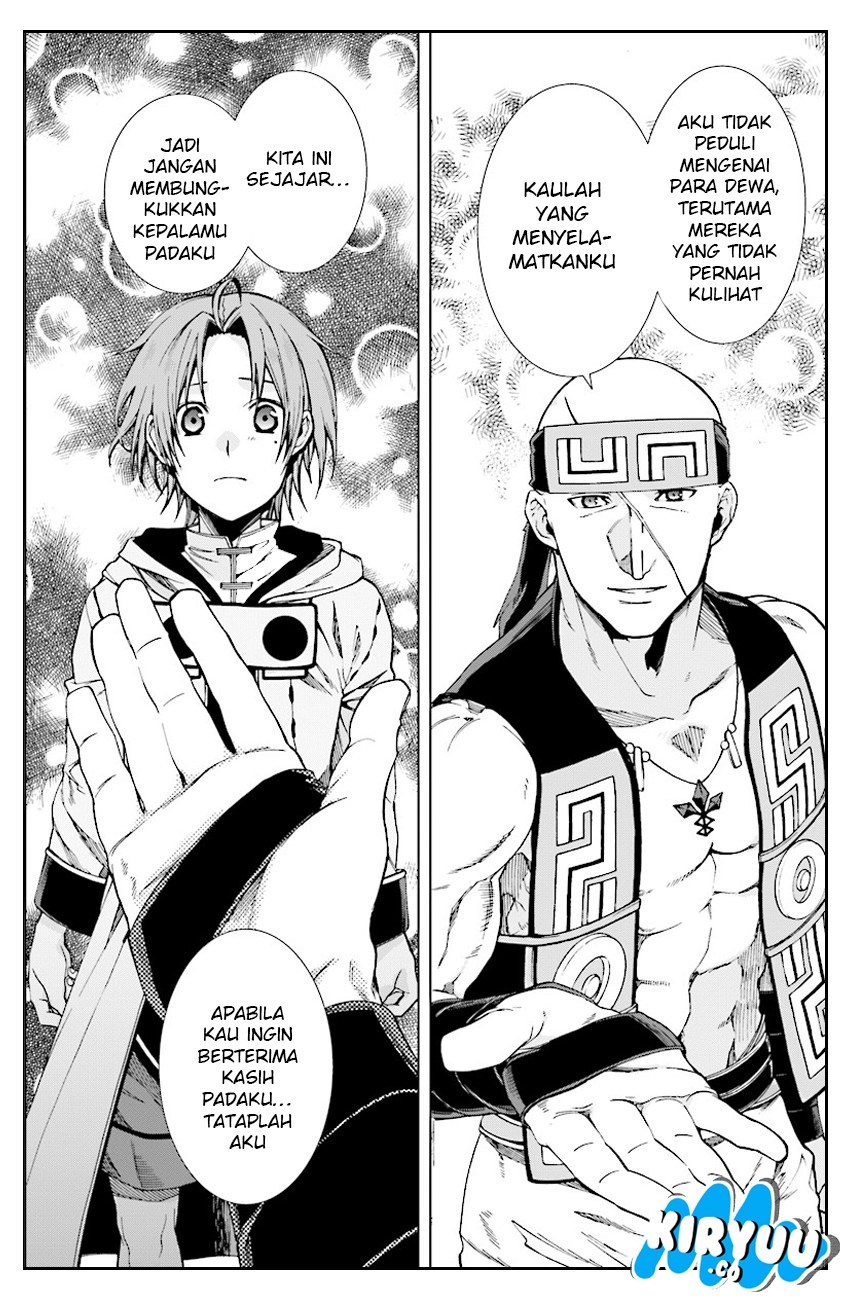 AKU TIDAK
PEDULI
MENGENAI
PARA DEWA,
TERUTAMA
MEREKA
YANG TIDAK
PERNAH
KULIHAT
KAULAH
YANG
MENYELA-
MATKANKU
KITA INI
SEJAJAR...
JADI
JANGAN
MEMBUNG-
KUKKAN
KEPALAMU
PADAKU
APABILA
KAU INGIN
BERTERIMA
KASIH
PADAKU...
TATAPLAH
AKU
KIRYUU
.CO